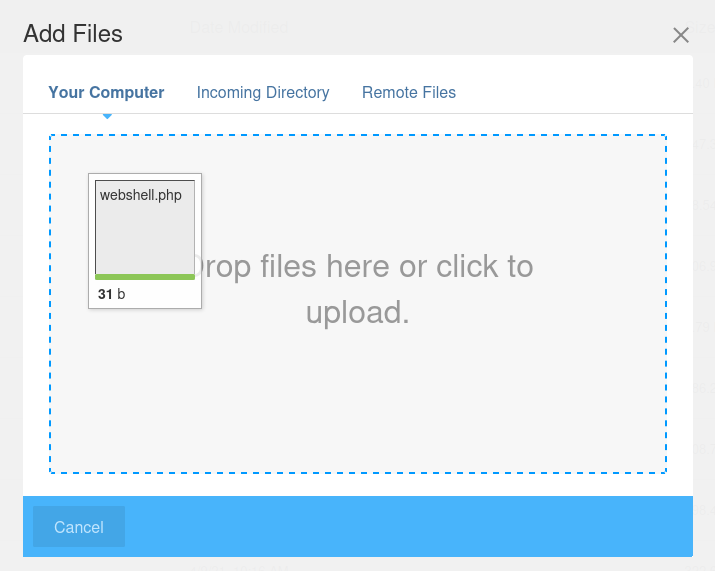 Add Files
Your Computer
Incoming Directory
Remote Files
webshell.php
31 b
Drop files here or click to
upload.
Cancel